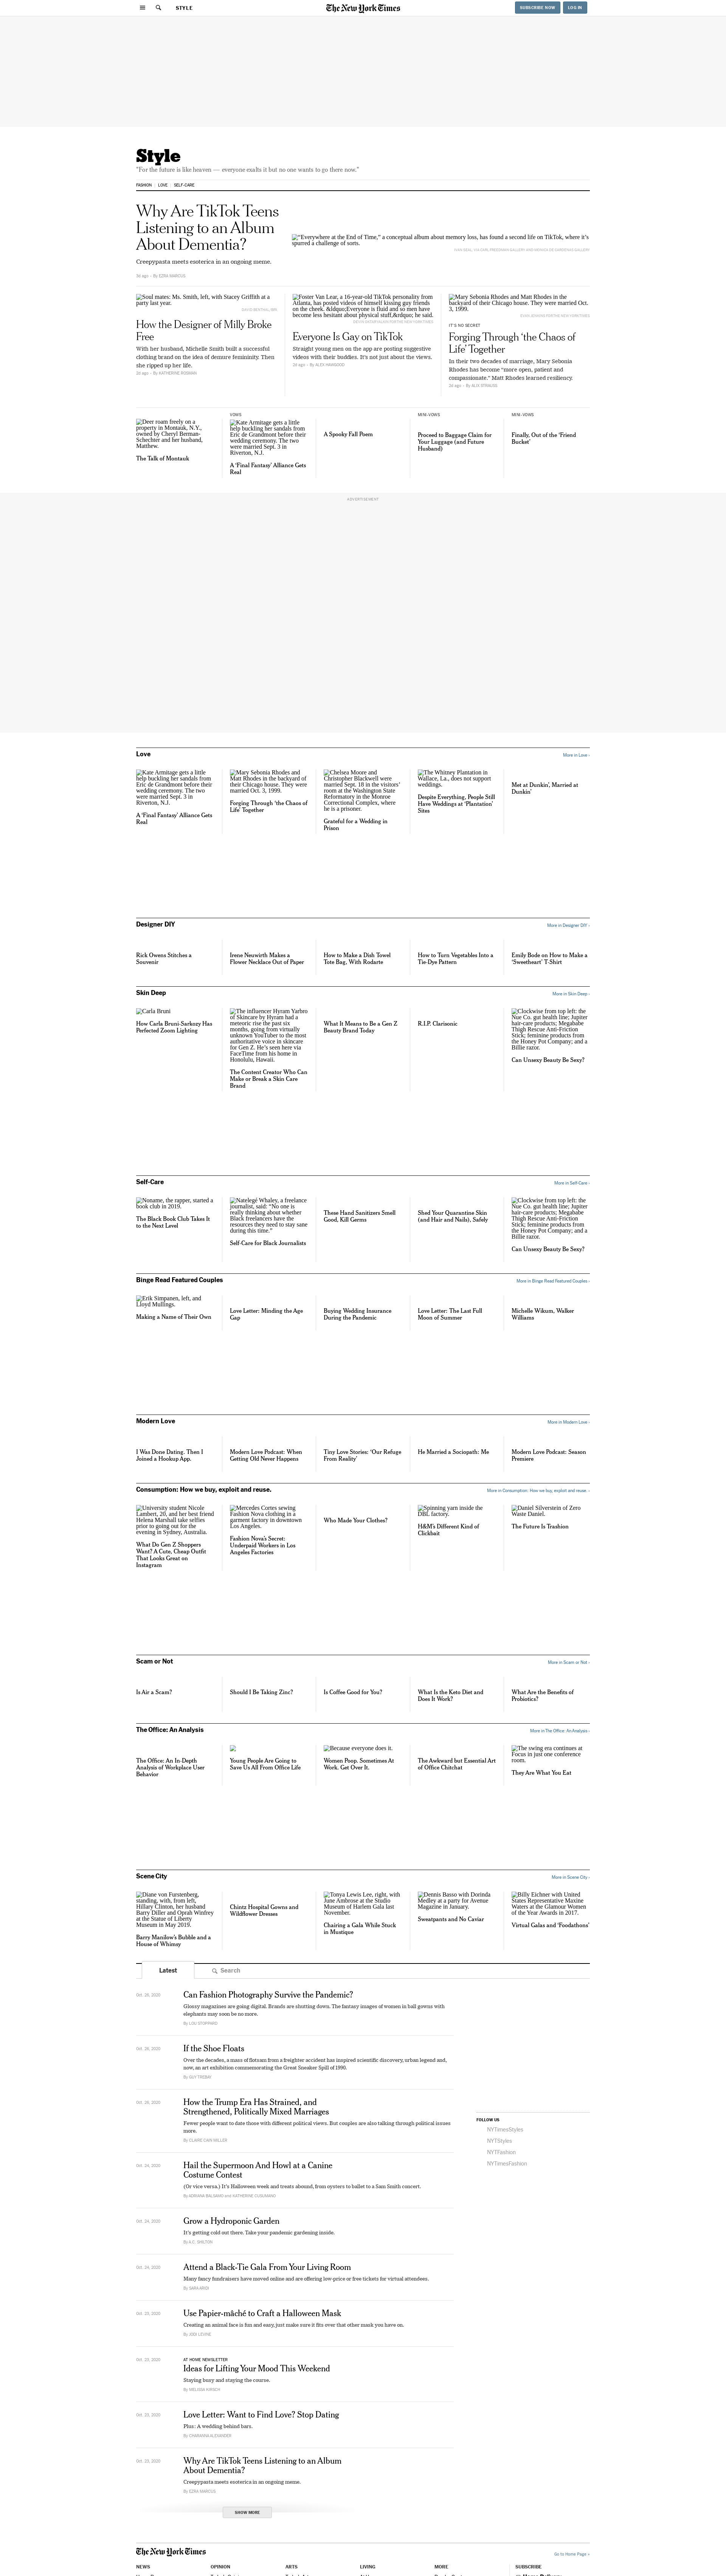 STYLE
The New York Times
SUBSCRIBE NOW
LOG IN
Style
"For the future is like heaven — everyone exalts it but no one wants to go there now."
FASHION
LOVE
SELF-CARE
Why Are TikTok Teens
Listening to an Album
About Dementia?
Creepypasta meets esoterica in an ongoing meme.
3d ago
By EZRA MARCUS
"Everywhere at the End of Time," a conceptual album about memory loss, has found a second life on TikTok, where it's
spurred a challenge of sorts.
Soul mates: Ms. Smith, left, with Stacey Griffith at a
party last year.
How the Designer of Milly Broke
Free
With her husband, Michelle Smith built a successful
clothing brand on the idea of demure femininity. Then
she ripped up her life.
2d ago
By KATHERINE ROSMAN
Foster Van Lear, a 16-year-old TikTok personality from
Atlanta, has posted videos of himself kissing guy friends
on the cheek. &ldquo;Everyone is fluid and so men have
become less hesitant about physical stuff,&rdquo; he said.
Everyone Is Gay on TikTok
Straight young men on the app are posting suggestive
videos with their buddies. It's not just about the views.
2d ago
By ALEX HAWGOOD
Mary Sebonia Rhodes and Matt Rhodes in the
backyard of their Chicago house. They were married Oct.
3, 1999.
IT'S NO SECRET
Forging Through 'the Chaos of
Life' Together
In their two decades of marriage, Mary Sebonia
Rhodes has become "more open, patient and
compassionate." Matt Rhodes learned resiliency.
By ALIX STRAUSS
Deer roam freely on a
property in Montauk, N.Y.,
owned by Cheryl Berman-
Schechter and her husband,
Matthew.
The Talk of Montauk
VOWS
Kate Armitage gets a little
help buckling her sandals from
Eric de Grandmont before their
wedding ceremony. The two
were married Sept. 3 in
Riverton, N.J.
A 'Final Fantasy' Alliance Gets
Real
A Spooky Fall Poem
MINI-VOWS
Proceed to Baggage Claim for
Your Luggage (and Future
Husband)
MINI-VOWS
Finally, Out of the 'Friend
Bucket'
ADVERTISEMENT
Love
More in Love ›
Kate Armitage gets a little
help buckling her sandals from
Eric de Grandmont before their
wedding ceremony. The two
were married Sept. 3 in
Riverton, N.J.
A 'Final Fantasy' Alliance Gets
Real
Mary Sebonia Rhodes and
Matt Rhodes in the backyard of
their Chicago house. They were
married Oct. 3, 1999.
Forging Through 'the Chaos of
Life' Together
Chelsea Moore and
Christopher Blackwell were
married Sept. 18 in the visitors'
room at the Washington State
Reformatory in the Monroe
Correctional Complex, where
he is a prisoner.
Grateful for a Wedding in
Prison
The Whitney Plantation in
Wallace, La., does not support
weddings.
Despite Everything, People Still
Have Weddings at 'Plantation'
Sites
Met at Dunkin', Married at
Dunkin'
Designer DIY
More in Designer DIY ›
Rick Owens Stitches a
Souvenir
Irene Neuwirth Makes a
Flower Necklace Out of Paper
How to Make a Dish Towel
Tote Bag, With Rodarte
How to Turn Vegetables Into a
Tie-Dye Pattern
Emily Bode on How to Make a
'Sweetheart' T-Shirt
Skin Deep
More in Skin Deep ›
Carla Bruni
How Carla Bruni-Sarkozy Has
Perfected Zoom Lighting
The influencer Hyram Yarbro
of Skincare by Hyram had a
meteoric rise the past six
months, going from virtually
unknown YouTuber to the most
authoritative voice in skincare
for Gen Z. He's seen here via
FaceTime from his home in
Honolulu, Hawaii.
The Content Creator Who Can
Make or Break a Skin Care
Brand
What It Means to Be a Gen Z
Beauty Brand Today
R.I.P. Clarisonic
Clockwise from top left: the
Nue Co. gut health line; Jupiter
hair-care products; Megababe
Thigh Rescue Anti-Friction
Stick; feminine products from
the Honey Pot Company; and a
Billie razor.
Can Unsexy Beauty Be Sexy?
Self-Care
More in Self-Care ›
Noname, the rapper, started a
book club in 2019.
The Black Book Club Takes It
to the Next Level
Natelegé Whaley, a freelance
journalist, said: "No one is
really thinking about whether
Black freelancers have the
resources they need to stay sane
during this time."
Self-Care for Black Journalists
These Hand Sanitizers Smell
Good, Kill Germs
Shed Your Quarantine Skin
(and Hair and Nails), Safely
Clockwise from top left: the
Nue Co. gut health line; Jupiter
hair-care products; Megababe
Thigh Rescue Anti-Friction
Stick; feminine products from
the Honey Pot Company; and a
Billie razor.
Can Unsexy Beauty Be Sexy?
Binge Read Featured Couples
More in Binge Read Featured Couples ›
Erik Simpanen, left, and
Lloyd Mullings.
Making a Name of Their Own
Love Letter: Minding the Age
Gap
Buying Wedding Insurance
During the Pandemic
Love Letter: The Last Full
Moon of Summer
Michelle Wikum, Walker
Williams
Modern Love
More in Modern Love ›
I Was Done Dating. Then I
Joined a Hookup App.
Modern Love Podcast: When
Getting Old Never Happens
Tiny Love Stories: 'Our Refuge
From Reality'
He Married a Sociopath: Me
Modern Love Podcast: Season
Premiere
Consumption: How we buy, exploit and reuse.
More in Consumption: How we buy, exploit and reuse. ›
University student Nicole
Lambert, 20, and her best friend
Helena Marshall take selfies
prior to going out for the
evening in Sydney, Australia.
What Do Gen Z Shoppers
Want? A Cute, Cheap Outfit
That Looks Great on
Instagram
Mercedes Cortes sewing
Fashion Nova clothing in a
garment factory in downtown
Los Angeles.
Fashion Nova's Secret:
Underpaid Workers in Los
Angeles Factories
Who Made Your Clothes?
Spinning yarn inside the
DBL factory.
H&M's Different Kind of
Clickbait
Daniel Silverstein of Zero
Waste Daniel.
The Future Is Trashion
Scam or Not
More in Scam or Not ›
Is Air a Scam?
Should I Be Taking Zinc?
Is Coffee Good for You?
What Is the Keto Diet and
Does It Work?
What Are the Benefits of
Probiotics?
The Office: An Analysis
More in The Office: An Analysis ›
The Office: An In-Depth
Analysis of Workplace User
Behavior
Young People Are Going to
Save Us All From Office Life
Because everyone does it.
Women Poop. Sometimes At
Work. Get Over It.
The Awkward but Essential Art
of Office Chitchat
The swing era continues at
Focus in just one conference
room.
They Are What You Eat
Scene City
More in Scene City ›
Diane von Furstenberg,
standing, with, from left,
Hillary Clinton, her husband
Barry Diller and Oprah Winfrey
at the Statue of Liberty
Museum in May 2019.
Barry Manilow's Bubble and a
House of Whimsy
Chintz Hospital Gowns and
Wildflower Dresses
Tonya Lewis Lee, right, with
June Ambrose at the Studio
Museum of Harlem Gala last
November.
Chairing a Gala While Stuck
in Mustique
Dennis Basso with Dorinda
Medley at a party for Avenue
Magazine in January.
Sweatpants and No Caviar
Billy Eichner with United
States Representative Maxine
Waters at the Glamour Women
of the Year Awards in 2017.
Virtual Galas and 'Foodathons'
Latest
Search
Can Fashion Photography Survive the Pandemic?
Glossy magazines are going digital. Brands are shutting down. The fantasy images of women in ball gowns with
elephants may soon be no more.
By LOU STOPPARD
If the Shoe Floats
Over the decades, a mass of flotsam from a freighter accident has inspired scientific discovery, urban legend and,
now, an art exhibition commemorating the Great Sneaker Spill of 1990.
By GUY TREBAY
How the Trump Era Has Strained, and
Strengthened, Politically Mixed Marriages
Fewer people want to date those with different political views. But couples are also talking through political issues
more.
By CLAIRE CAIN MILLER
Hail the Supermoon And Howl at a Canine
Costume Contest
(Or vice versa.) It's Halloween week and treats abound, from oysters to ballet to a Sam Smith concert.
By ADRIANA BALSAMO and KATHERINE CUSUMANO
Oct. 24, 2020
Grow a Hydroponic Garden
It's getting cold out there. Take your pandemic gardening inside.
By A.C. SHILTON
Oct. 24, 2020
Attend a Black-Tie Gala From Your Living Room
Many fancy fundraisers have moved online and are offering low-price or free tickets for virtual attendees.
By SARA ARIDI
Use Papier-mâché to Craft a Halloween Mask
Creating an animal face is fun and easy, just make sure it fits over that other mask you have on.
By JODI LEVINE
Oct. 23, 2020
AT HOME NEWSLETTER
Ideas for Lifting Your Mood This Weekend
Staying busy and staying the course.
By MELISSA KIRSCH
Oct. 23, 2020
Love Letter: Want to Find Love? Stop Dating
Plus: A wedding behind bars.
By CHARANNA ALEXANDER
Oct. 23, 2020
Why Are TikTok Teens Listening to an Album
About Dementia?
Creepypasta meets esoterica in an ongoing meme.
By EZRA MARCUS
SHOW MORE
FOLLOW US
NYTimesStyles
NYTStyles
NYTFashion
NYTimesFashion
The New York Times
Go to Home Page »
NEWS
OPINION
ARTS
LIVING
MORE
SUBSCRIBE